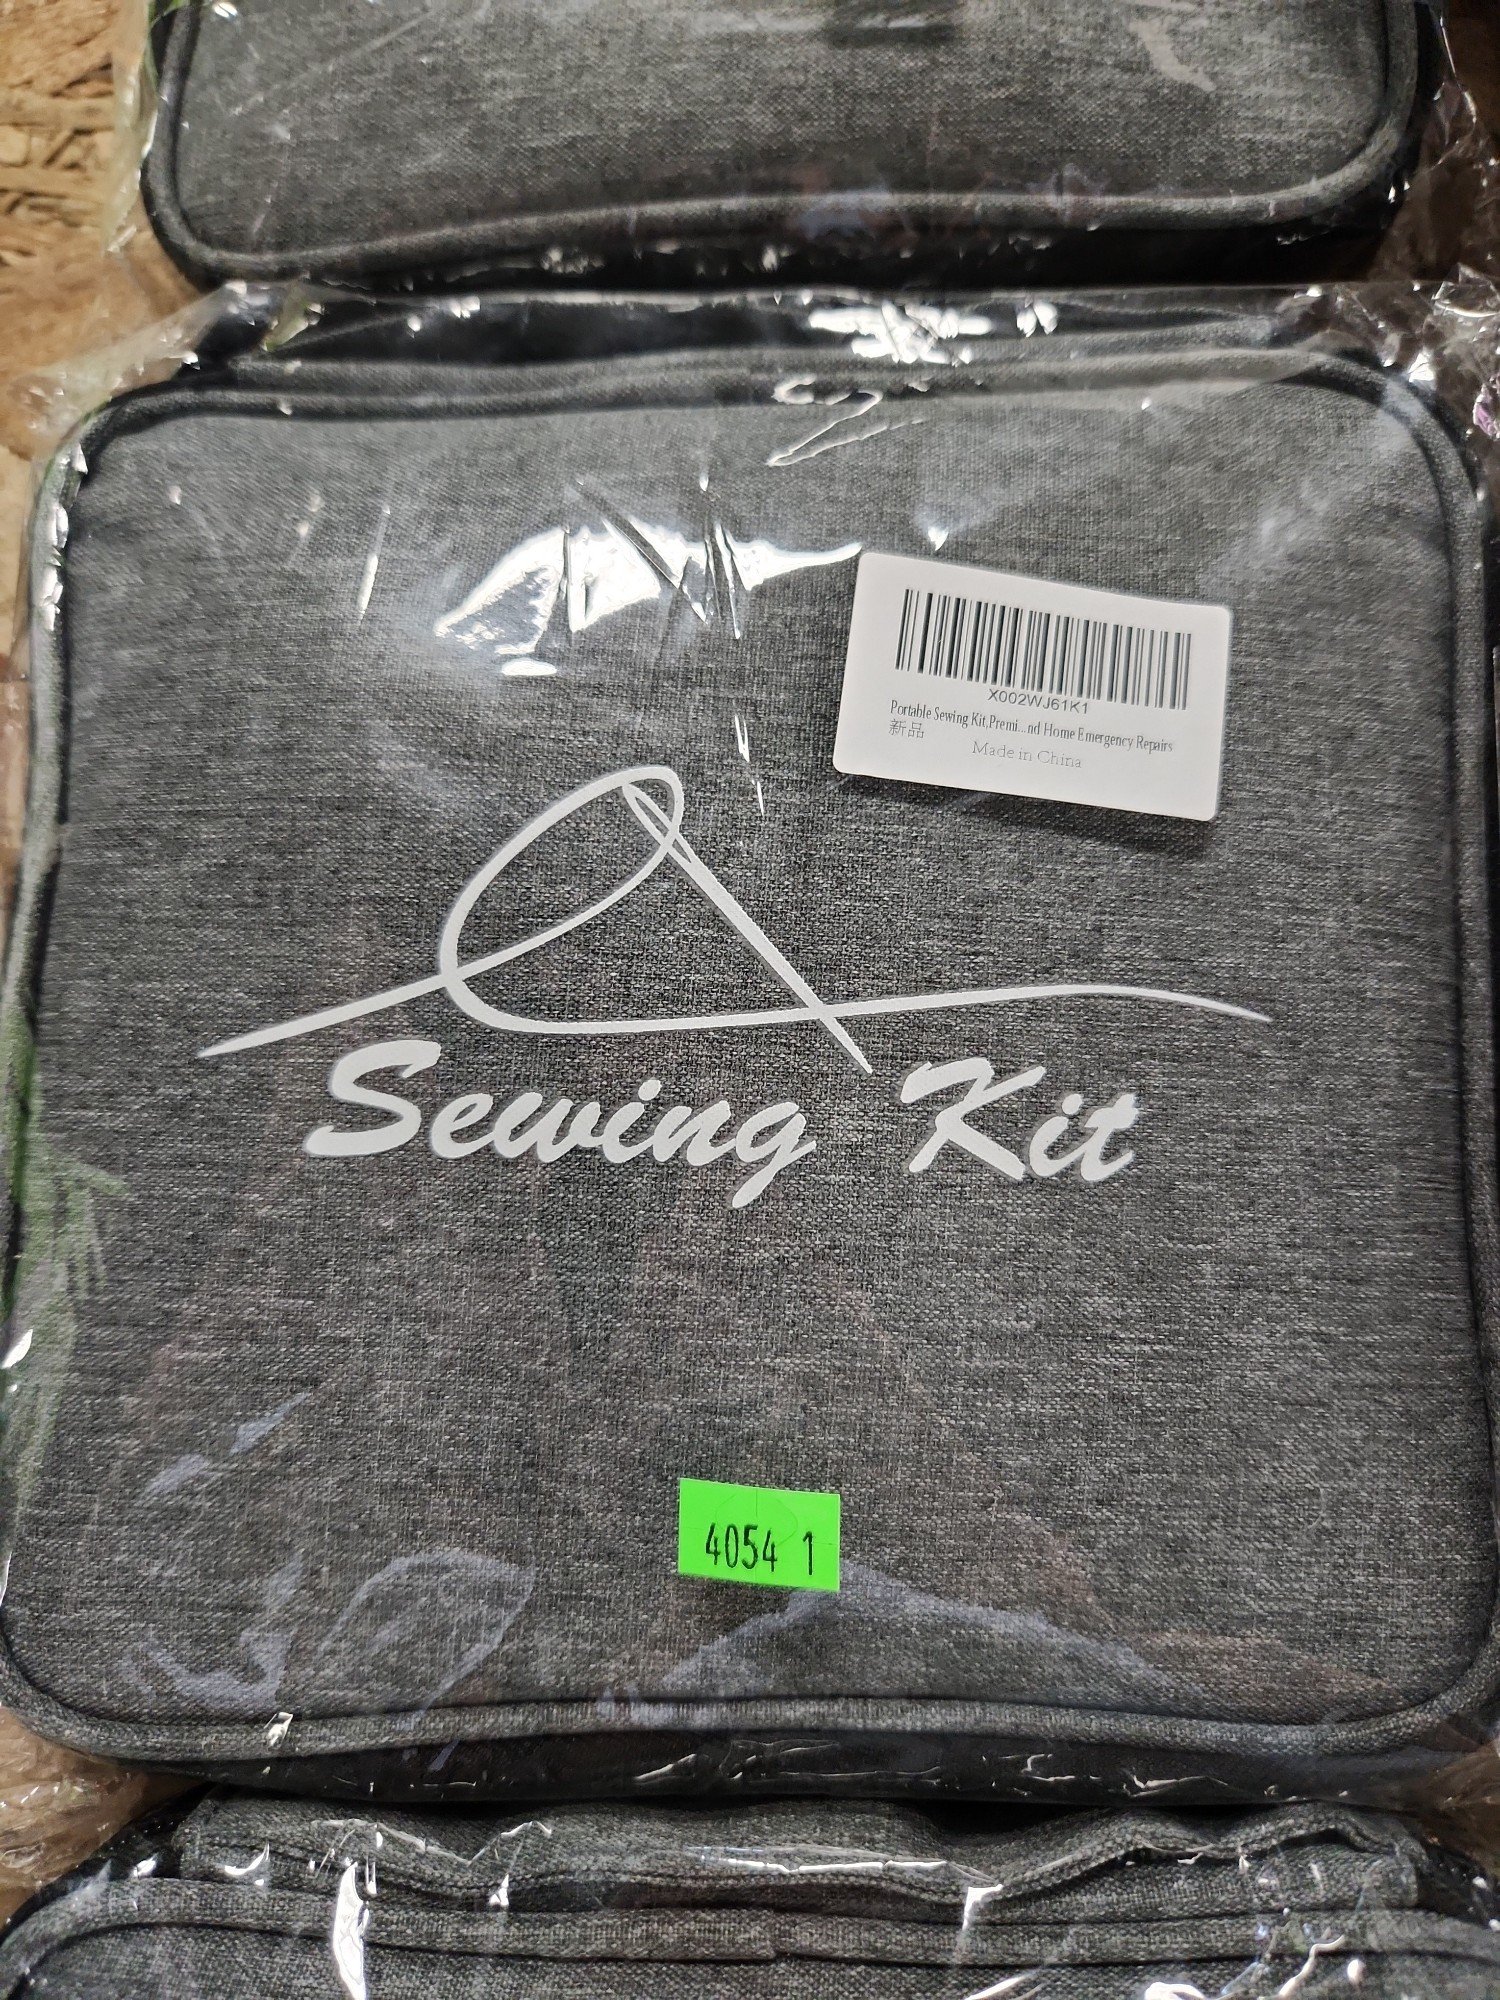 X002WJ61K1
Portable Sewing Kit,Premi...nd Home Emergency Repairs
新品
Made in China
Sewing Kit
4054 1